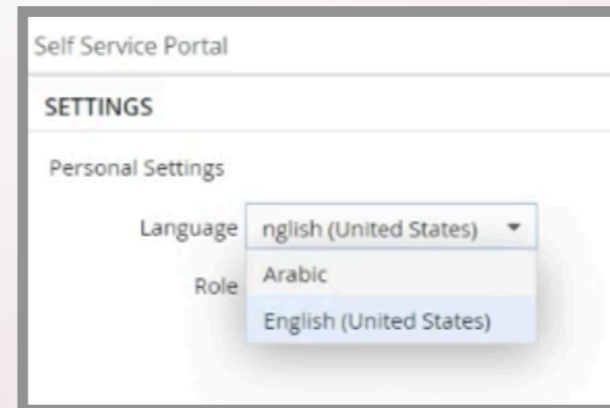 Self Service Portal
SETTINGS
Personal Settings
Language nglish (United States)
Arabic
Role
English (United States)